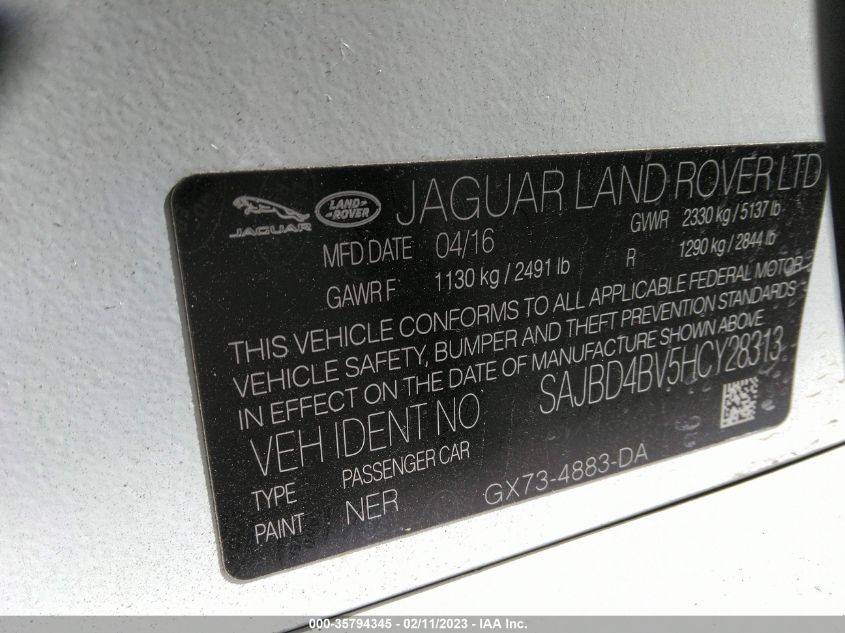 JAGUAR LAND ROVER JAGUAR LAND ROVER LTD
MFD DATE 04/16 GVWR 2330 kg / 5137 lb
GAWR F 1130 kg / 2491 lb R 1290 kg / 2844 lb
THIS VEHICLE CONFORMS TO ALL APPLICABLE FEDERAL MOTOR
VEHICLE SAFETY, BUMPER AND THEFT PREVENTION STANDARDS
IN EFFECT ON THE DATE OF MANUFACTURE SHOWN ABOVE
VEH IDENT NO SAJBD4BV5HCY28313
TYPE PASSENGER CAR
PAINT NER GX73-4883-DA
000-35794345 — 02/11/2023 — IAA Inc.